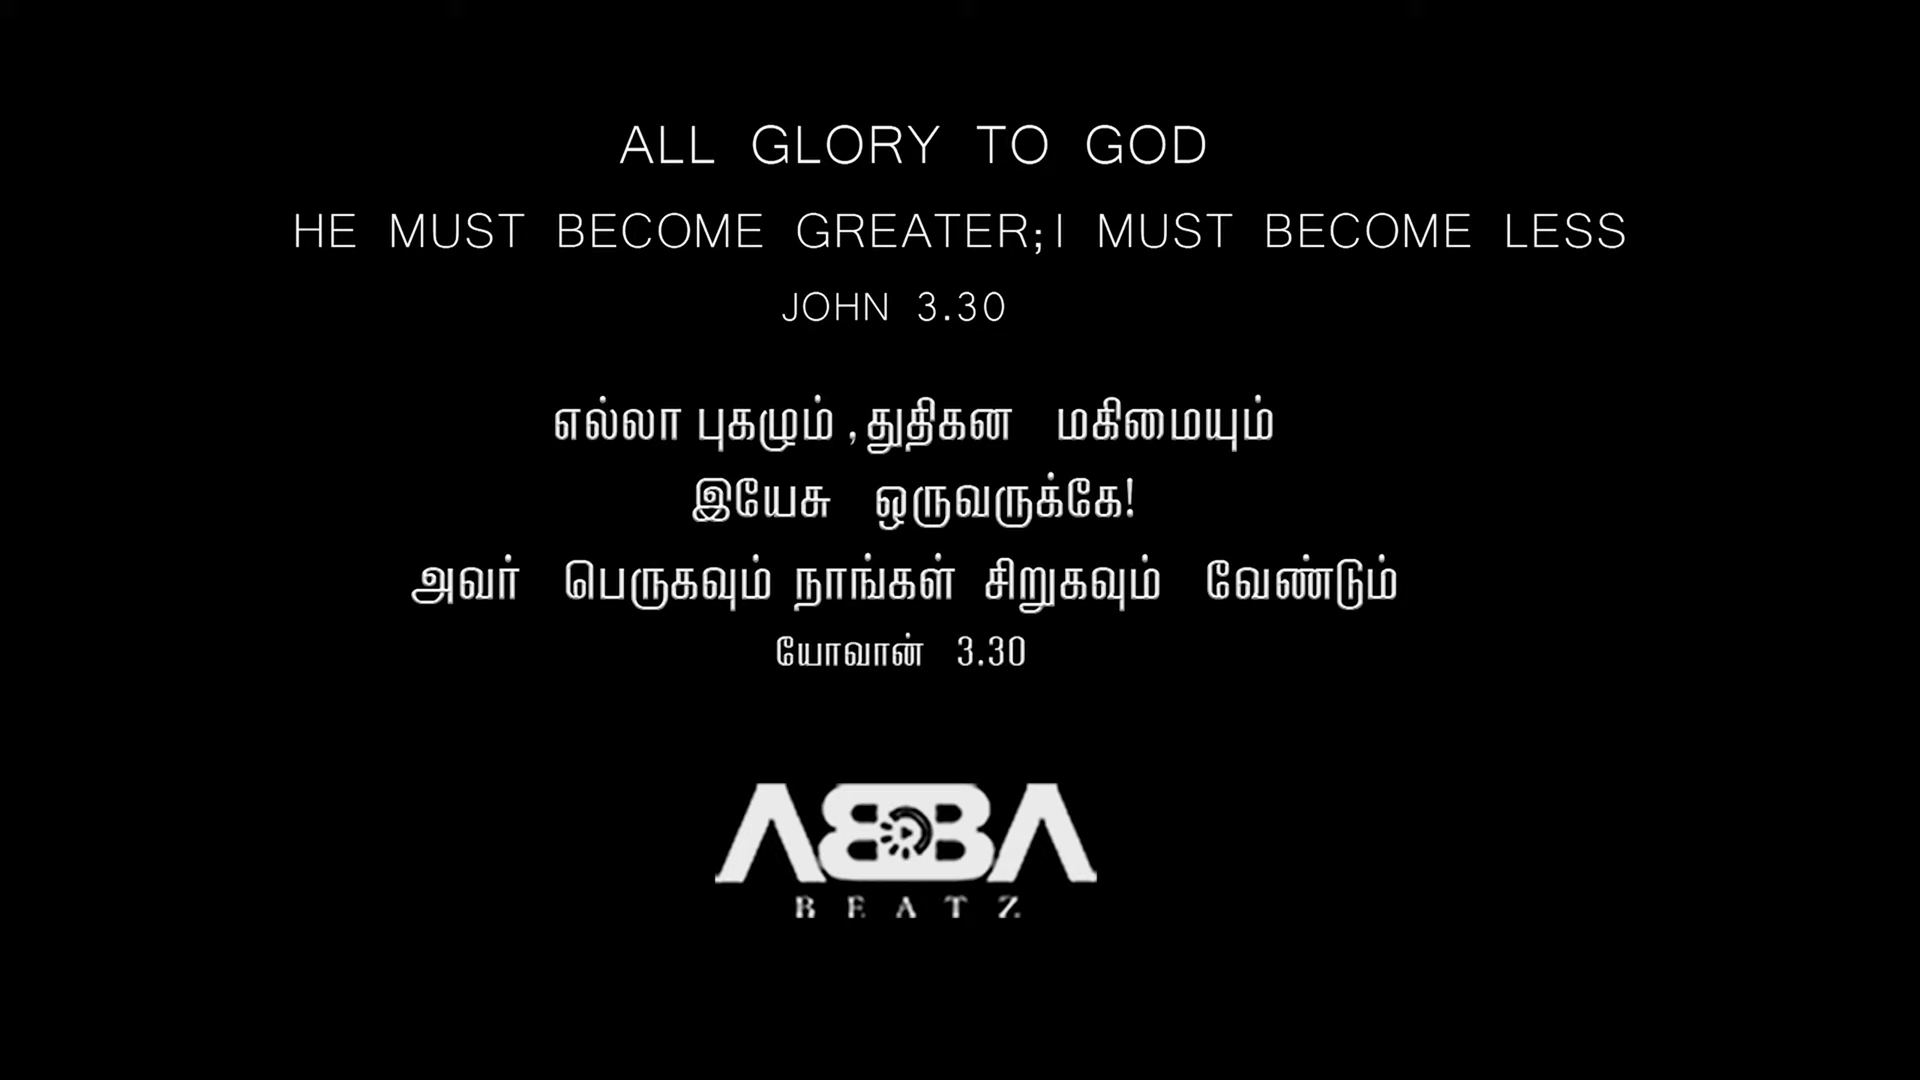 ALL GLORY TO GOD
HE MUST BECOME GREATER;I MUST BECOME LESS
JOHN 3.30
எல்லா புகழும் ,துதிகன மகிமையும்
இயேசு ஒருவருக்கே!
அவர் பெருகவும் நாங்கள் சிறுகவும் வேண்டும்
யோவான் 3.30
ABBA
BEATZ